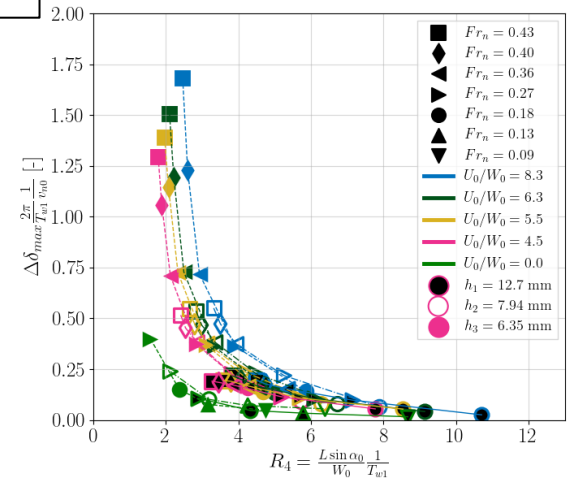 2.00
1.75
1.50
1.25
1.00
0.75
0.50
0.25
0.00
Δδ_max 2π/T_w1 1/v_n0 [-]
0 2 4 6 8 10 12
R_4 = L sin α_0/W_0 1/T_w1
Fr_n = 0.43
Fr_n = 0.40
Fr_n = 0.36
Fr_n = 0.27
Fr_n = 0.18
Fr_n = 0.13
Fr_n = 0.09
U_0/W_0 = 8.3
U_0/W_0 = 6.3
U_0/W_0 = 5.5
U_0/W_0 = 4.5
U_0/W_0 = 0.0
h_1 = 12.7 mm
h_2 = 7.94 mm
h_3 = 6.35 mm